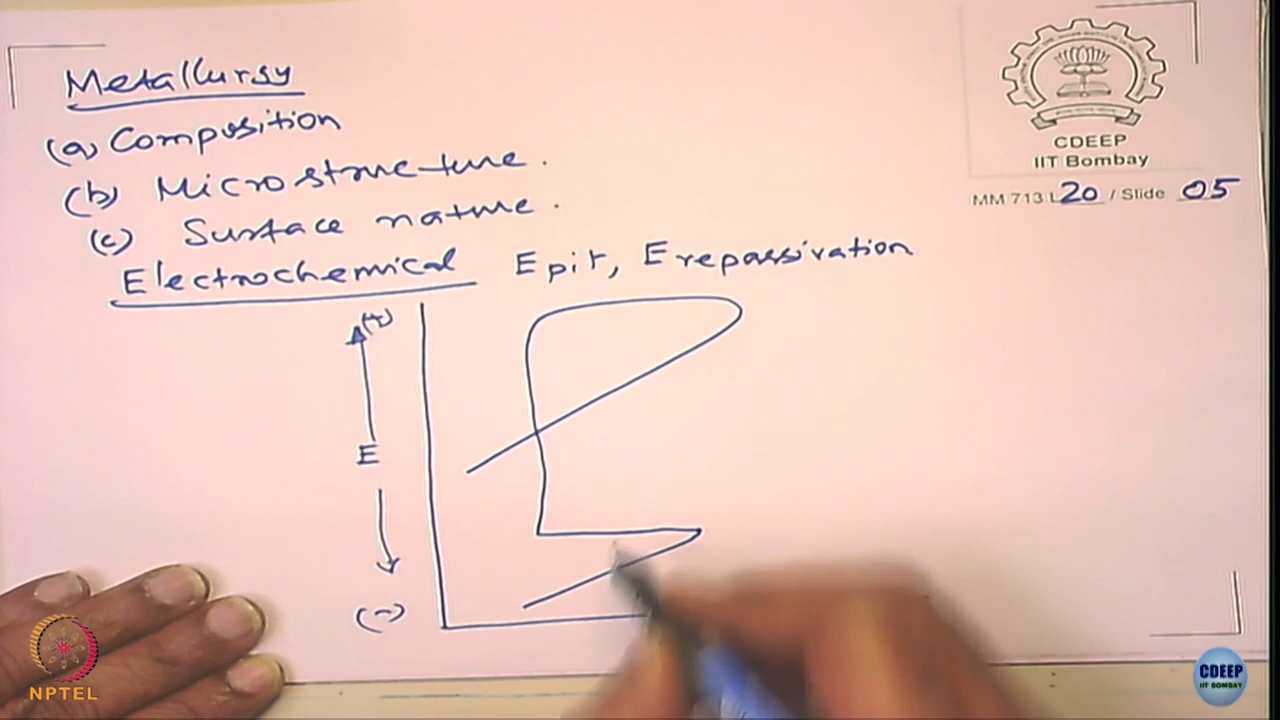 Metallurgy
(a) Composition
(b) Microstructure.
(c) Surface nature.
Electrochemical Epit, Erepassivation
(+)
E
(-)
CDEEP
IIT Bombay
MM 713 L20 / Slide 05
NPTEL
CDEEP
IIT BOMBAY